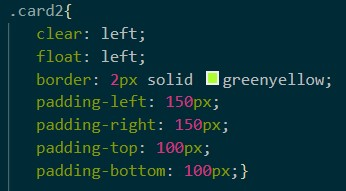 .card2{
clear: left;
float: left;
border: 2px solid greenyellow;
padding-left: 150px;
padding-right: 150px;
padding-top: 100px;
padding-bottom: 100px;}